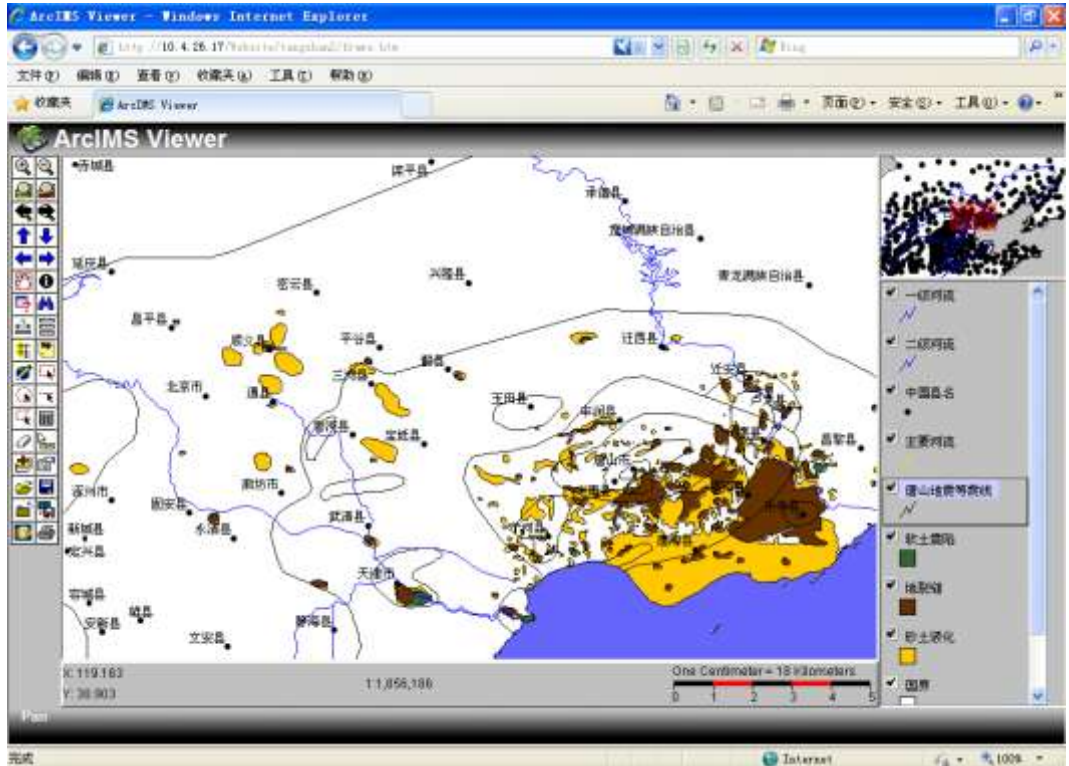 ArcIMS Viewer - Windows Internet Explorer
Bing
文件(F) 编辑(E) 查看(V) 收藏夹(A) 工具(T) 帮助(H)
收藏夹 ArcIMS Viewer 页面(P) 安全(S) 工具(O)
ArcIMS Viewer
赤城县
滦平县
承德县
宽城满族自治县
延庆县
兴隆县
青龙满族自治县
密云县
昌平县
顺义县
平谷县
迁西县
三河县
蓟县
迁安县
北京市
通县
玉田县
丰润县
香河县
宝坻县
昌黎县
唐山市
廊坊市
涿州市
固安县
武清县
永清县
新城县
定兴县
宁河县
天津市
容城县
雄县
安新县
静海县
文安县
一级河流
二级河流
中国县名
主要河流
唐山地震等震线
软土震陷
地裂缝
砂土液化
国界
X: 119.163
Y: 38.903
1:1,856,186
One Centimeter = 18 Kilometers
0 1 2 3 4 5
Pan
完成 Internet 100%